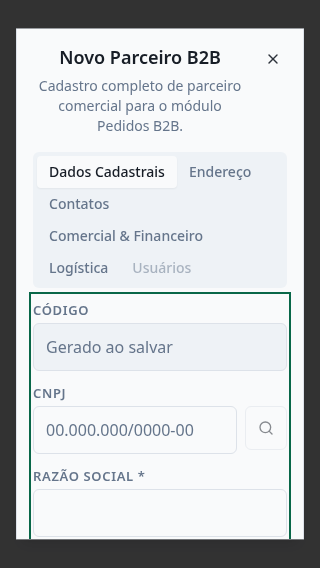 Novo Parceiro B2B
Cadastro completo de parceiro
comercial para o módulo
Pedidos B2B.
Dados Cadastrais Endereço
Contatos
Comercial & Financeiro
Logística Usuários
CÓDIGO
Gerado ao salvar
CNPJ
00.000.000/0000-00
RAZÃO SOCIAL *